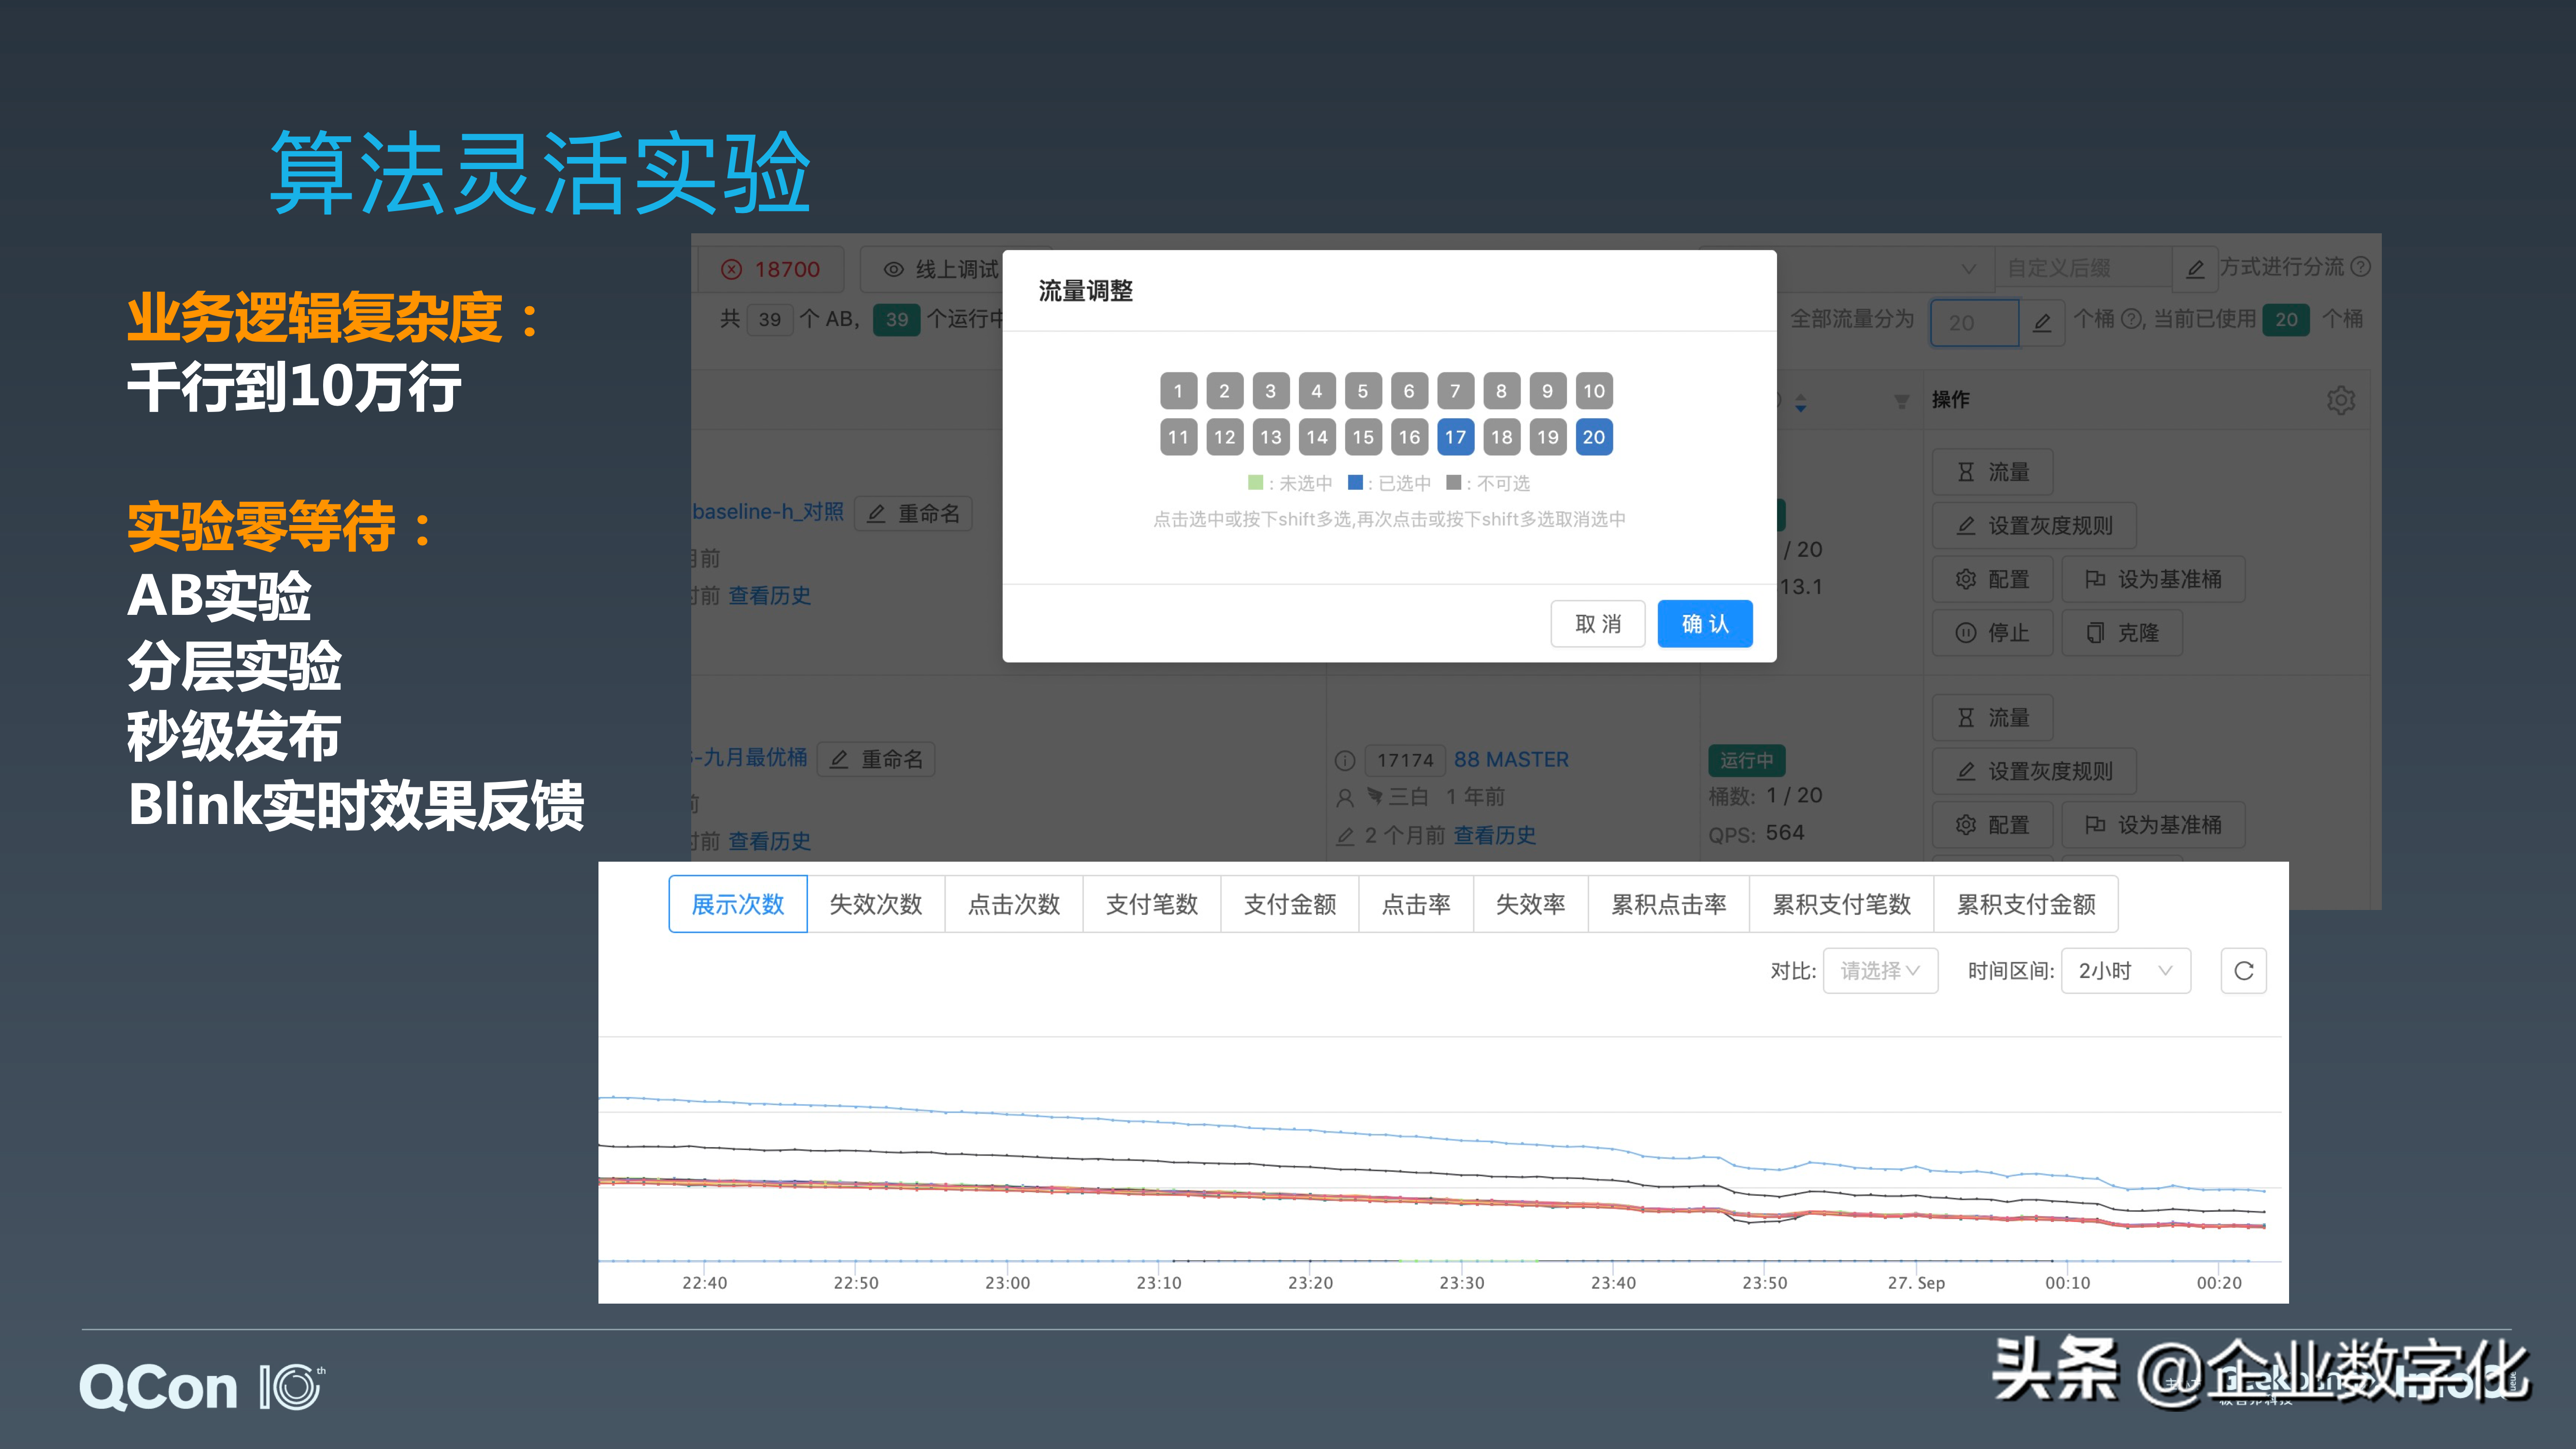 算法灵活实验
业务逻辑复杂度：
千行到10万行
实验零等待：
AB实验
分层实验
秒级发布
Blink实时效果反馈
18700
线上调试
自定义后缀
方式进行分流
共 39 个 AB, 39 个运行中
全部流量分为 20 个桶 , 当前已使用 20 个桶
流量调整
1 2 3 4 5 6 7 8 9 10
11 12 13 14 15 16 17 18 19 20
: 未选中 : 已选中 : 不可选
点击选中或按下shift多选,再次点击或按下shift多选取消选中
取 消
确 认
操作
baseline-h_对照 重命名
月前
前 查看历史
/ 20
13.1
流量
设置灰度规则
配置 设为基准桶
停止 克隆
-九月最优桶 重命名
前
前 查看历史
17174 88 MASTER
三白 1 年前
2 个月前 查看历史
运行中
桶数: 1 / 20
QPS: 564
流量
设置灰度规则
配置 设为基准桶
展示次数 失效次数 点击次数 支付笔数 支付金额 点击率 失效率 累积点击率 累积支付笔数 累积支付金额
对比: 请选择 时间区间: 2小时
22:40 22:50 23:00 23:10 23:20 23:30 23:40 23:50 27. Sep 00:10 00:20
QCon 10th
头条 @企业数字化